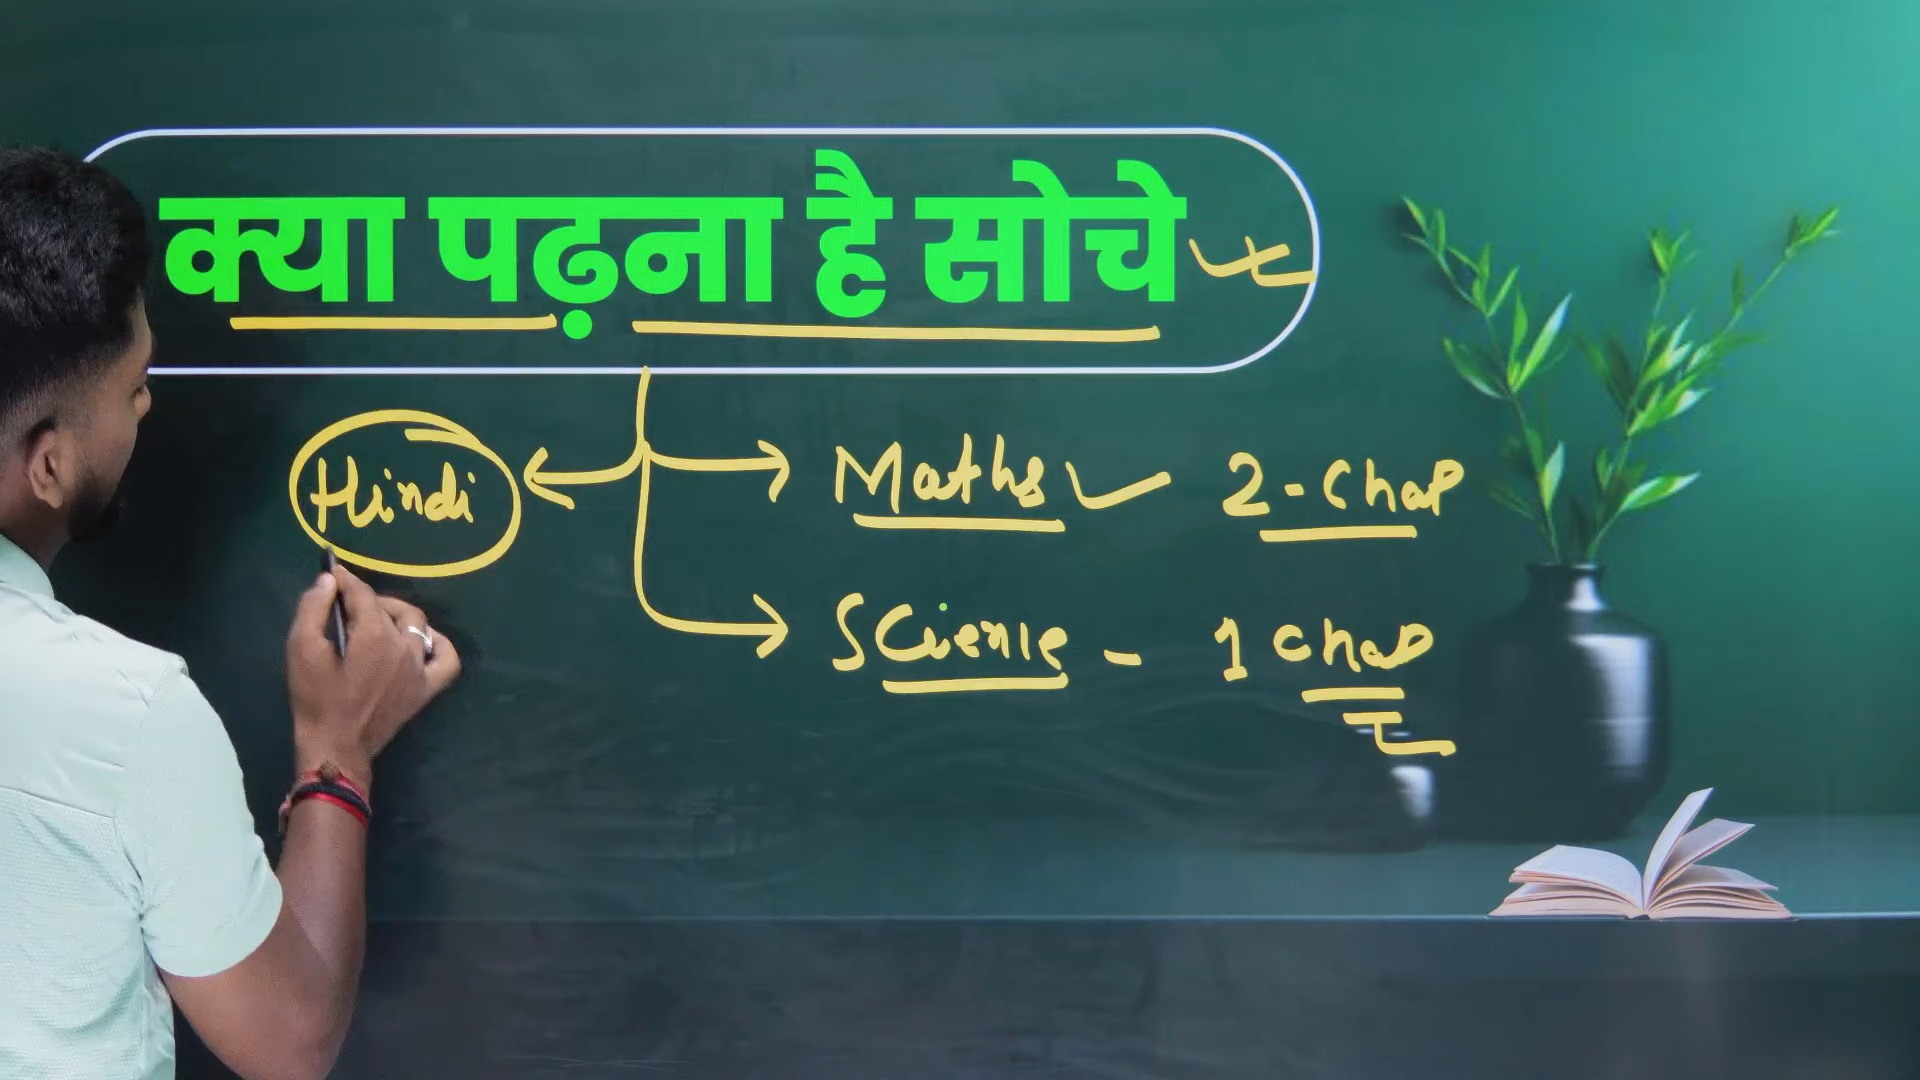 क्या पढ़ना है सोचे
Hindi
Maths 2-Chap
Science - 1 Chap